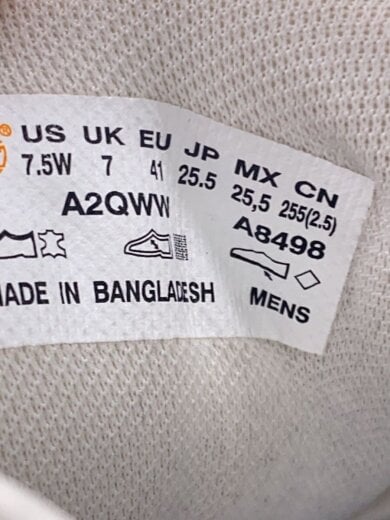 US UK EU JP MX CN
7.5W 7 41 25.5 25,5 255(2.5)
A2QWW A8498
MADE IN BANGLADESH MENS